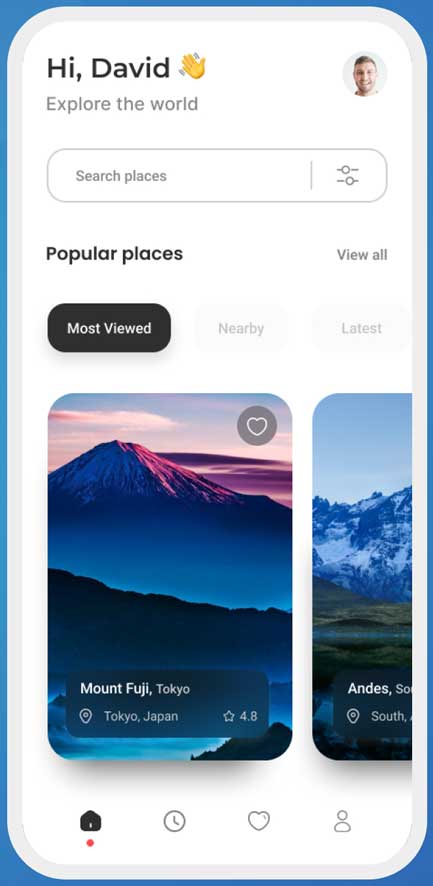 Hi, David 👋
Explore the world
Search places
Popular places
View all
Most Viewed
Nearby
Latest
Mount Fuji, Tokyo
Tokyo, Japan
4.8
Andes,
South,